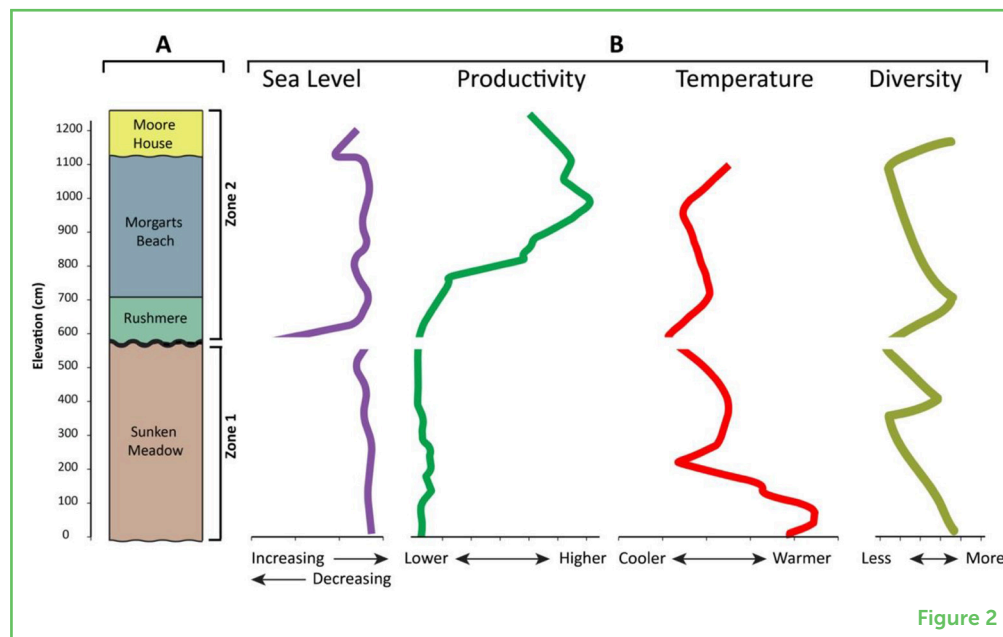 A
B
Sea Level
Productivity
Temperature
Diversity
Elevation (cm)
1200
1100
1000
900
800
700
600
500
400
300
200
100
0
Moore
House
Morgarts
Beach
Rushmere
Sunken
Meadow
Zone 2
Zone 1
Increasing
Decreasing
Lower
Higher
Cooler
Warmer
Less
More
Figure 2